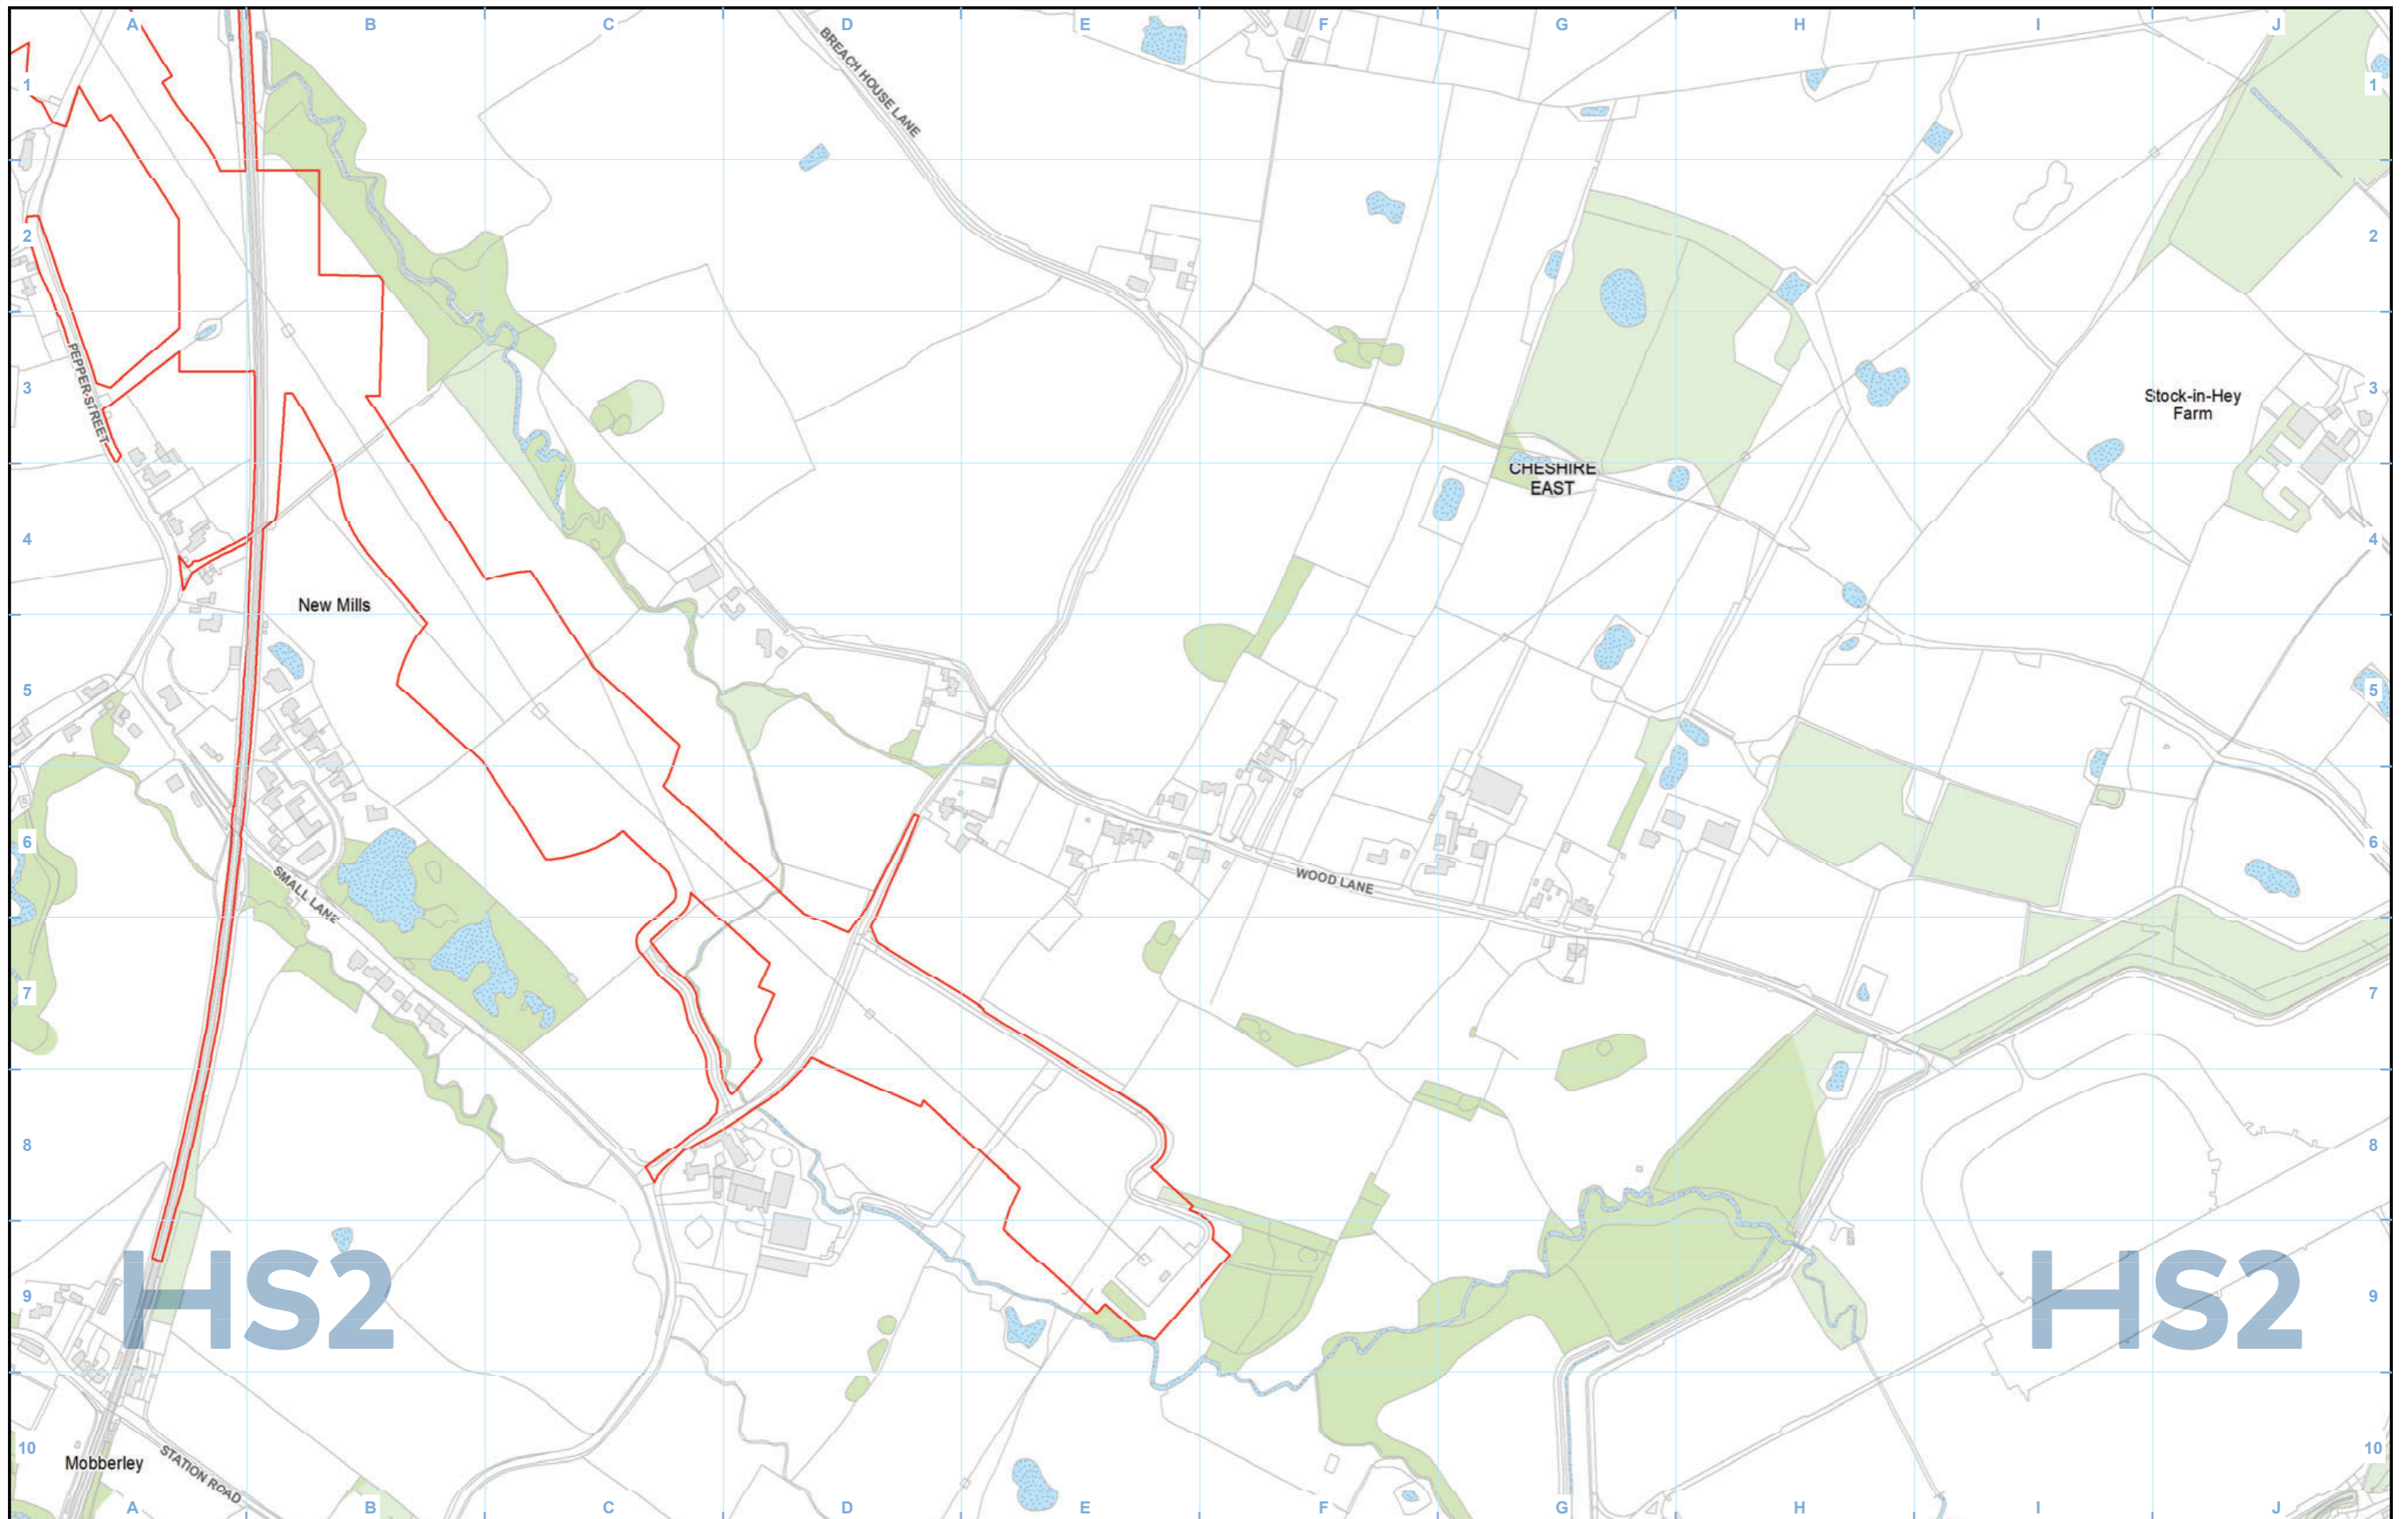 A B C D E F G H I J
BREACH HOUSE LANE
1 1
2 2
PEPPER STREET
3 3
Stock-in-Hey
Farm
CHESHIRE
EAST
4 4
New Mills
5 5
6 6
SMALL LANE
WOOD LANE
7 7
8 8
HS2 HS2
9 9
10 10
Mobberley
STATION ROAD
A B C D E F G H I J